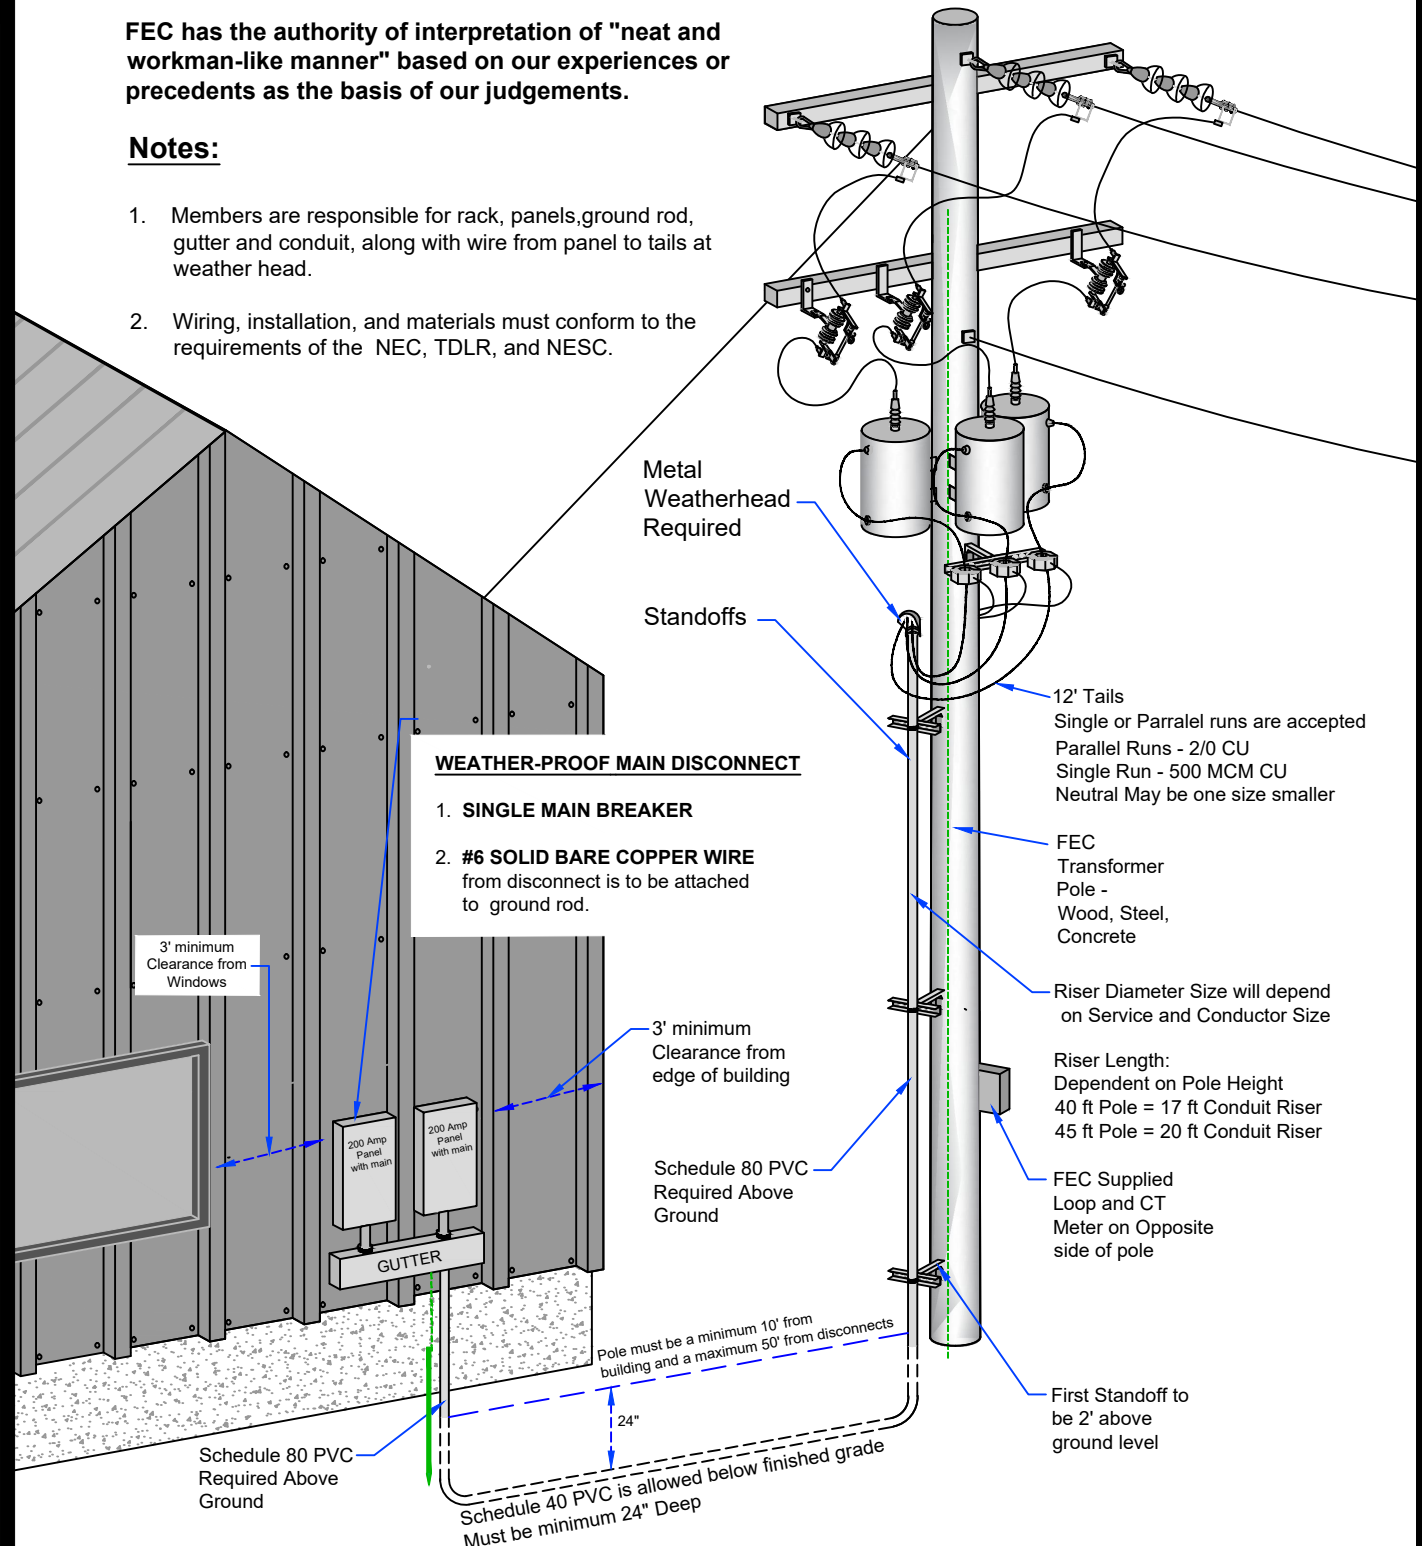 FEC has the authority of interpretation of "neat and
workman-like manner" based on our experiences or
precedents as the basis of our judgements.
Notes:
1. Members are responsible for rack, panels,ground rod,
gutter and conduit, along with wire from panel to tails at
weather head.
2. Wiring, installation, and materials must conform to the
requirements of the NEC, TDLR, and NESC.
Metal
Weatherhead
Required
Standoffs
12' Tails
Single or Parralel runs are accepted
Parallel Runs - 2/0 CU
Single Run - 500 MCM CU
Neutral May be one size smaller
WEATHER-PROOF MAIN DISCONNECT
1. SINGLE MAIN BREAKER
2. #6 SOLID BARE COPPER WIRE
from disconnect is to be attached
to ground rod.
FEC
Transformer
Pole -
Wood, Steel,
Concrete
3' minimum
Clearance from
Windows
Riser Diameter Size will depend
on Service and Conductor Size
3' minimum
Clearance from
edge of building
Riser Length:
Dependent on Pole Height
40 ft Pole = 17 ft Conduit Riser
45 ft Pole = 20 ft Conduit Riser
200 Amp
Panel
with main
200 Amp
Panel
with main
Schedule 80 PVC
Required Above
Ground
FEC Supplied
Loop and CT
Meter on Opposite
side of pole
GUTTER
Pole must be a minimum 10' from
building and a maximum 50' from disconnects
24"
First Standoff to
be 2' above
ground level
Schedule 80 PVC
Required Above
Ground
Schedule 40 PVC is allowed below finished grade
Must be minimum 24" Deep